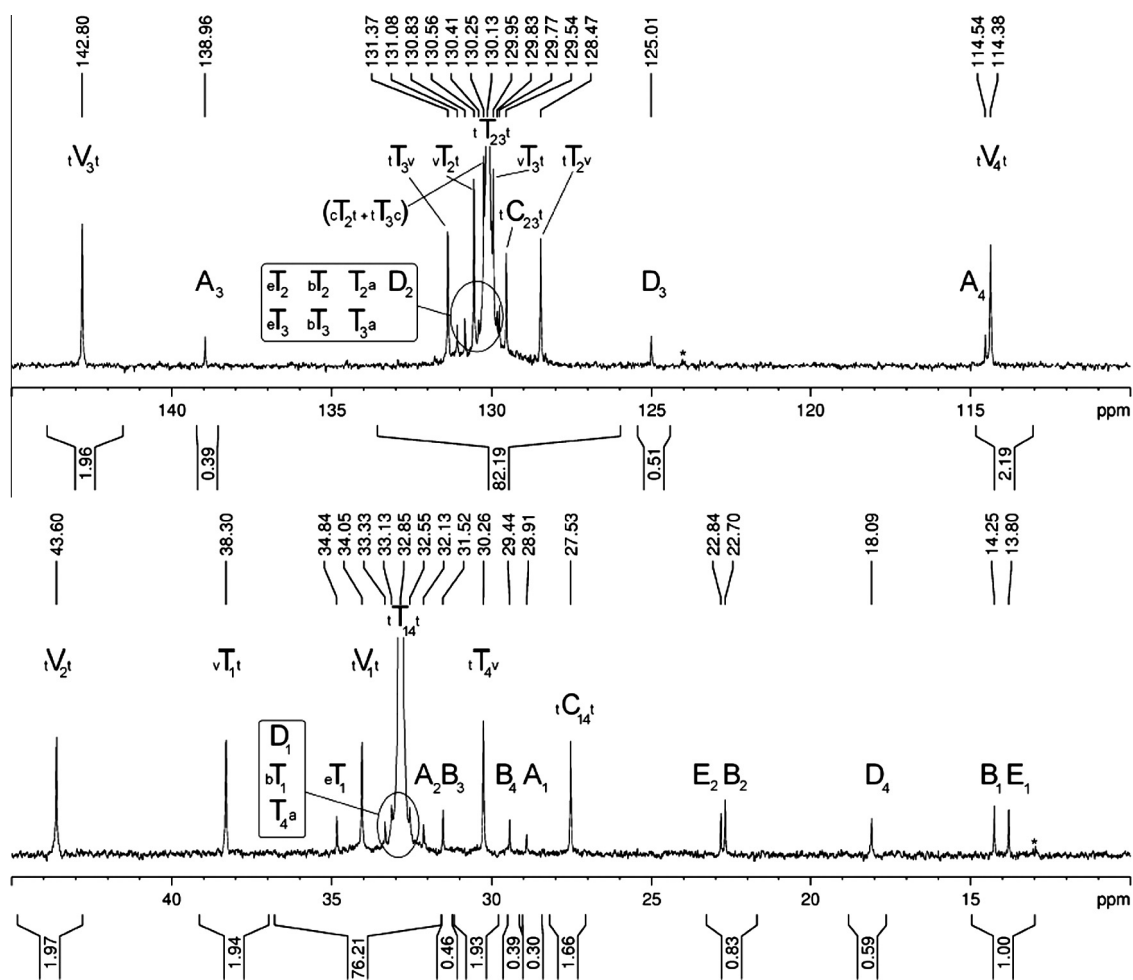 142.80 138.96 131.37 131.08 130.83 130.56 130.41 130.25 130.13 129.95 129.83 129.77 129.54 128.47 125.01 114.54 114.38
tT23t
tV3t tT3v vT2t vT3t tT2v tV4t
(cT2t + tT3c) tC23t
A3 eT2 bT2 T2a D2 D3 A4
eT3 bT3 T3a
*
140 135 130 125 120 115 ppm
1.96 0.39 82.19 0.51 2.19
43.60 38.30 34.84 34.05 33.33 33.13 32.85 32.55 32.13 31.52 30.26 29.44 28.91 27.53 22.84 22.70 18.09 14.25 13.80
tT14t
tV2t vT1t tV1t tT4v
tC14t
D1
bT1 eT1 A2 B3 B4 A1 E2 B2 D4 B1 E1
T4a
*
40 35 30 25 20 15 ppm
1.97 1.94 76.21 0.46 1.93 0.39 0.30 1.66 0.83 0.59 1.00